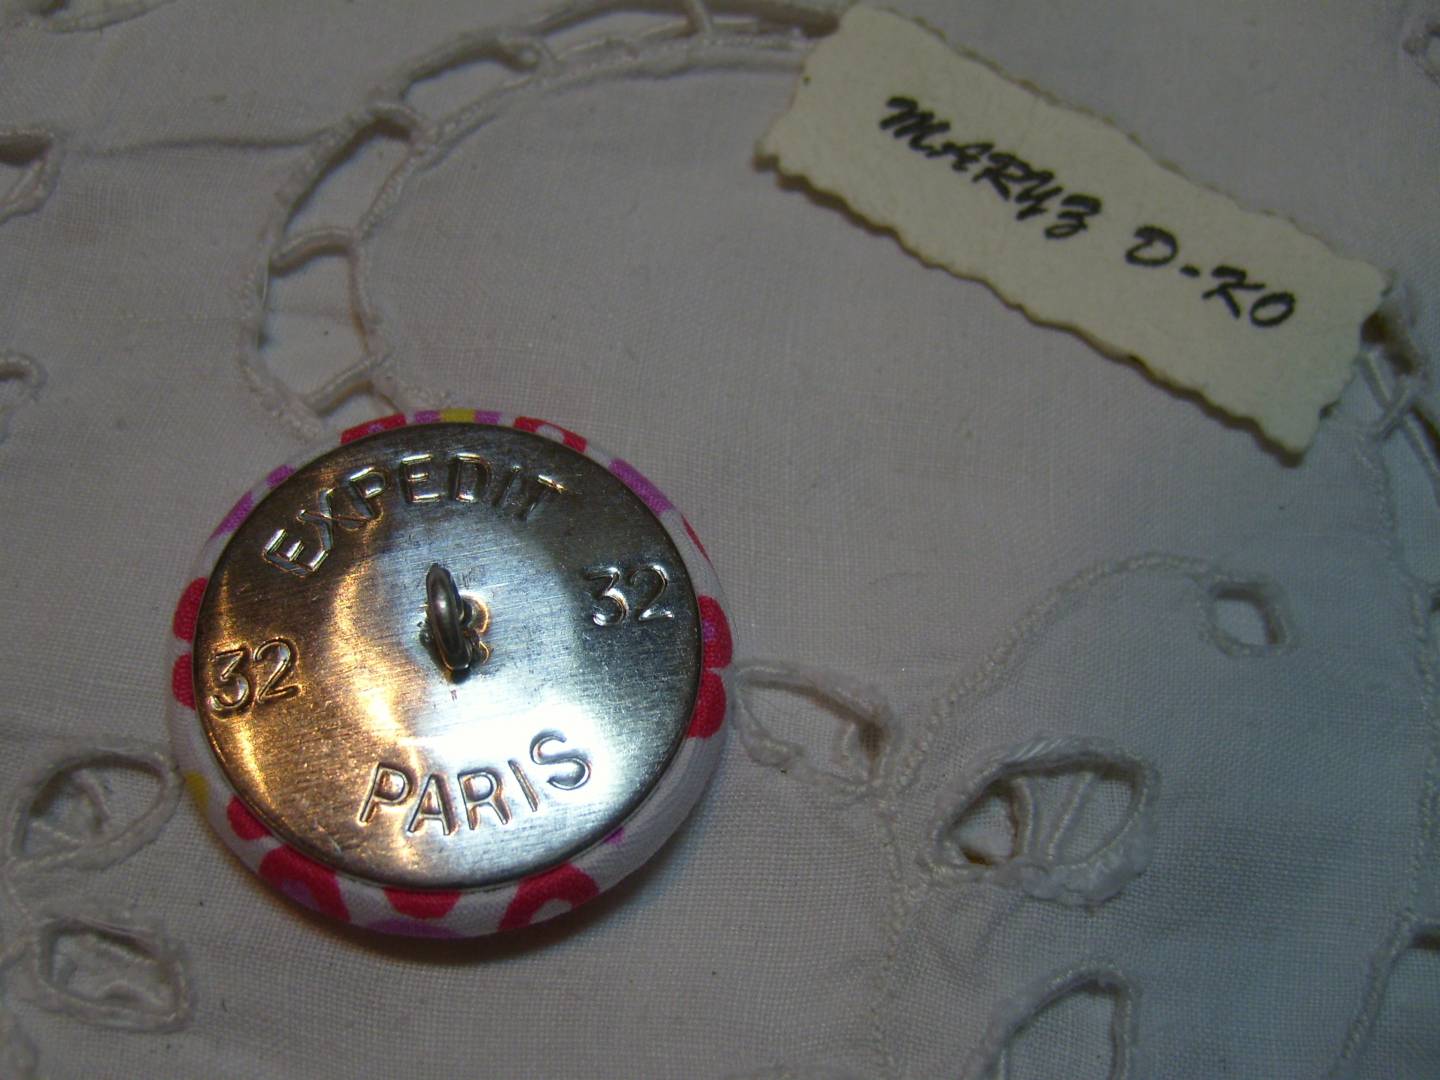 MARYZ D-KO
EXPEDIT
32
32
PARIS